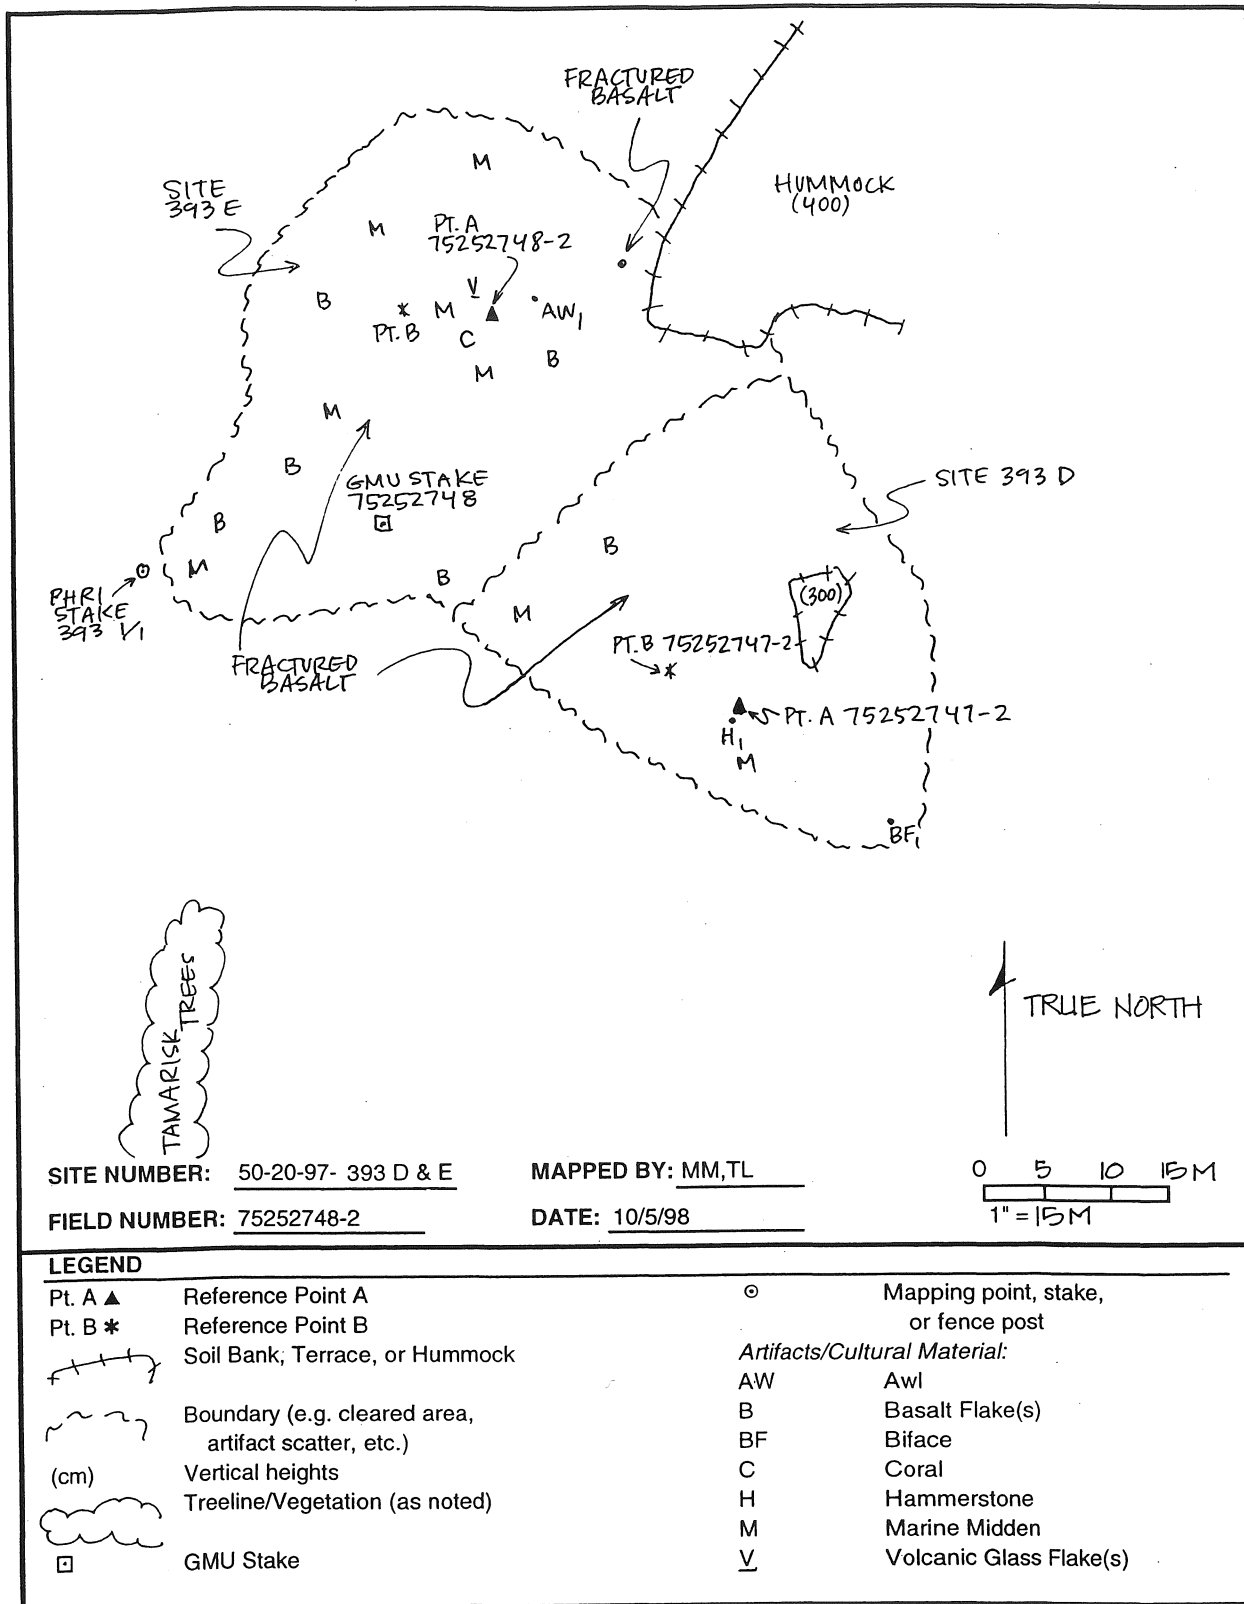 FRACTURED
BASALT
HUMMOCK
(400)
SITE
393 E
M
M
PT. A
75252748-2
B
PT. B
M
V
C
AW1
B
M
M
B
GMU STAKE
75252748
SITE 393 D
B
M
B
B
M
(300)
PHRI
STAKE
393 1/1
PT. B 75252747-2
FRACTURED
BASALT
PT. A 75252747-2
H1
M
BF1
TAMARISK
TREES
TRUE NORTH
SITE NUMBER: 50-20-97- 393 D & E
MAPPED BY: MM,TL
0 5 10 15 M
1" = 15 M
FIELD NUMBER: 75252748-2
DATE: 10/5/98
LEGEND
Pt. A Reference Point A
Pt. B Reference Point B
Soil Bank, Terrace, or Hummock
Boundary (e.g. cleared area,
artifact scatter, etc.)
(cm) Vertical heights
Treeline/Vegetation (as noted)
GMU Stake
Mapping point, stake,
or fence post
Artifacts/Cultural Material:
AW Awl
B Basalt Flake(s)
BF Biface
C Coral
H Hammerstone
M Marine Midden
V Volcanic Glass Flake(s)